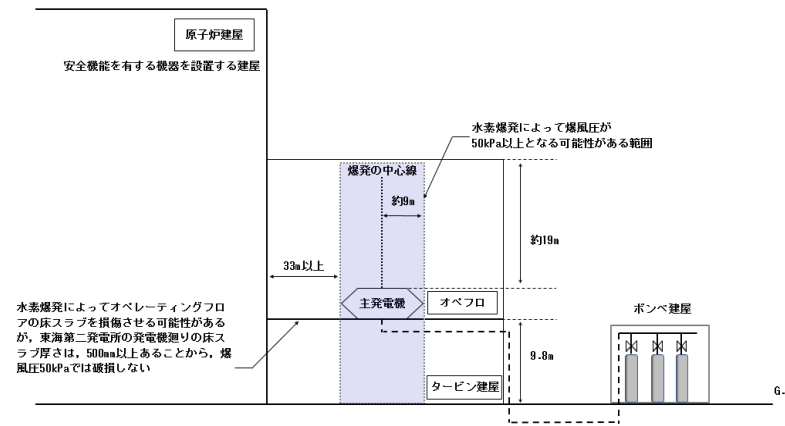 原子炉建屋
安全機能を有する機器を設置する建屋
水素爆発によって爆風圧が
50kPa以上となる可能性がある範囲
爆発の中心線
約9m
約19m
33m以上
主発電機
オペフロ
ボンベ建屋
水素爆発によってオペレーティングフロ
アの床スラブを損傷させる可能性がある
が，東海第二発電所の発電機廻りの床ス
ラブ厚さは，500mm以上あることから，爆
風圧50kPaでは破損しない
9.8m
タービン建屋
G.